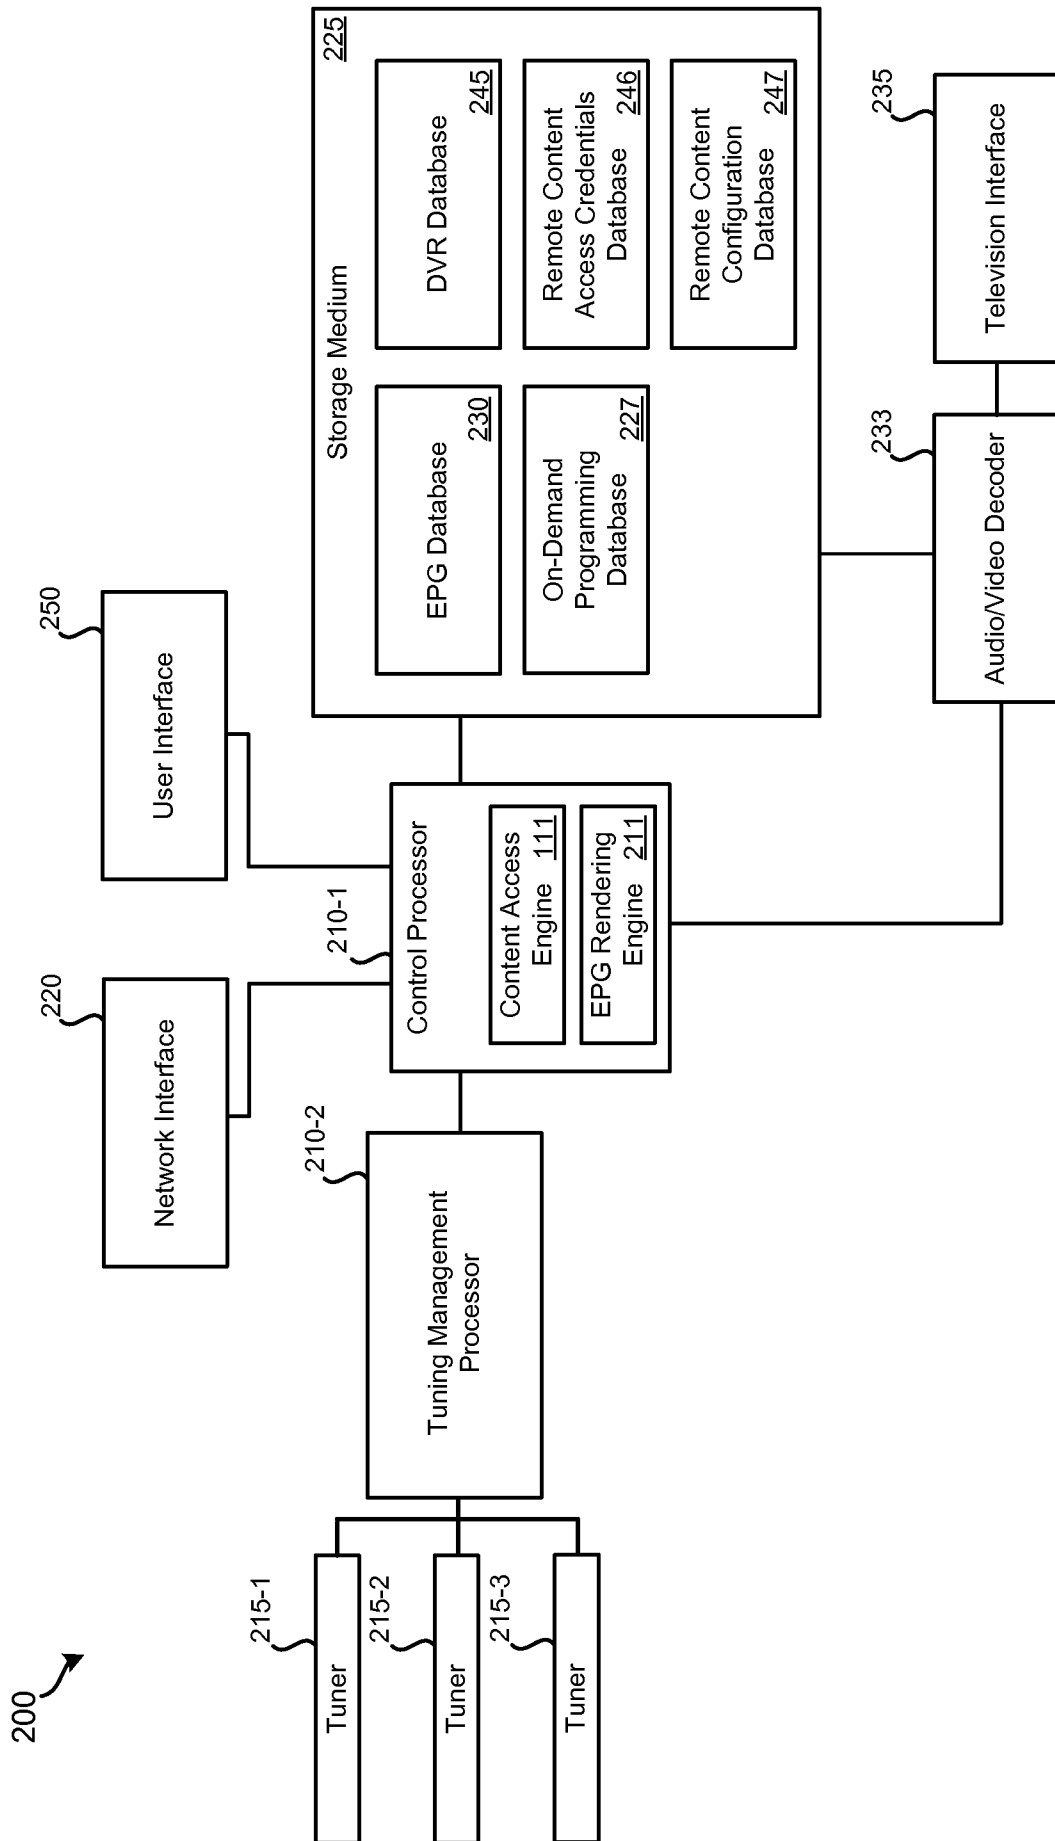 200
Tuner
215-1
Tuner
215-2
Tuner
215-3
Tuning Management
Processor
210-2
Network Interface
220
User Interface
250
Control Processor
210-1
Content Access
Engine 111
EPG Rendering
Engine 211
Storage Medium
225
EPG Database
230
DVR Database
245
On-Demand
Programming
Database
227
Remote Content
Access Credentials
Database
246
Remote Content
Configuration
Database
247
Audio/Video Decoder
233
Television Interface
235